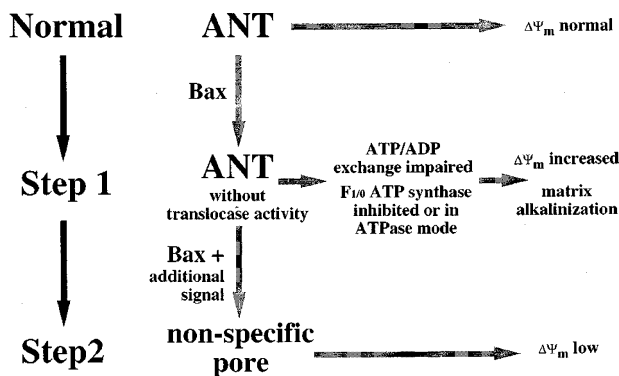 Normal
ANT
ΔΨm normal
Bax
Step 1
ANT
without
translocase activity
ATP/ADP
exchange impaired
F1/0 ATP synthase
inhibited or in
ATPase mode
ΔΨm increased
matrix
alkalinization
Bax +
additional
signal
Step2
non-specific
pore
ΔΨm low